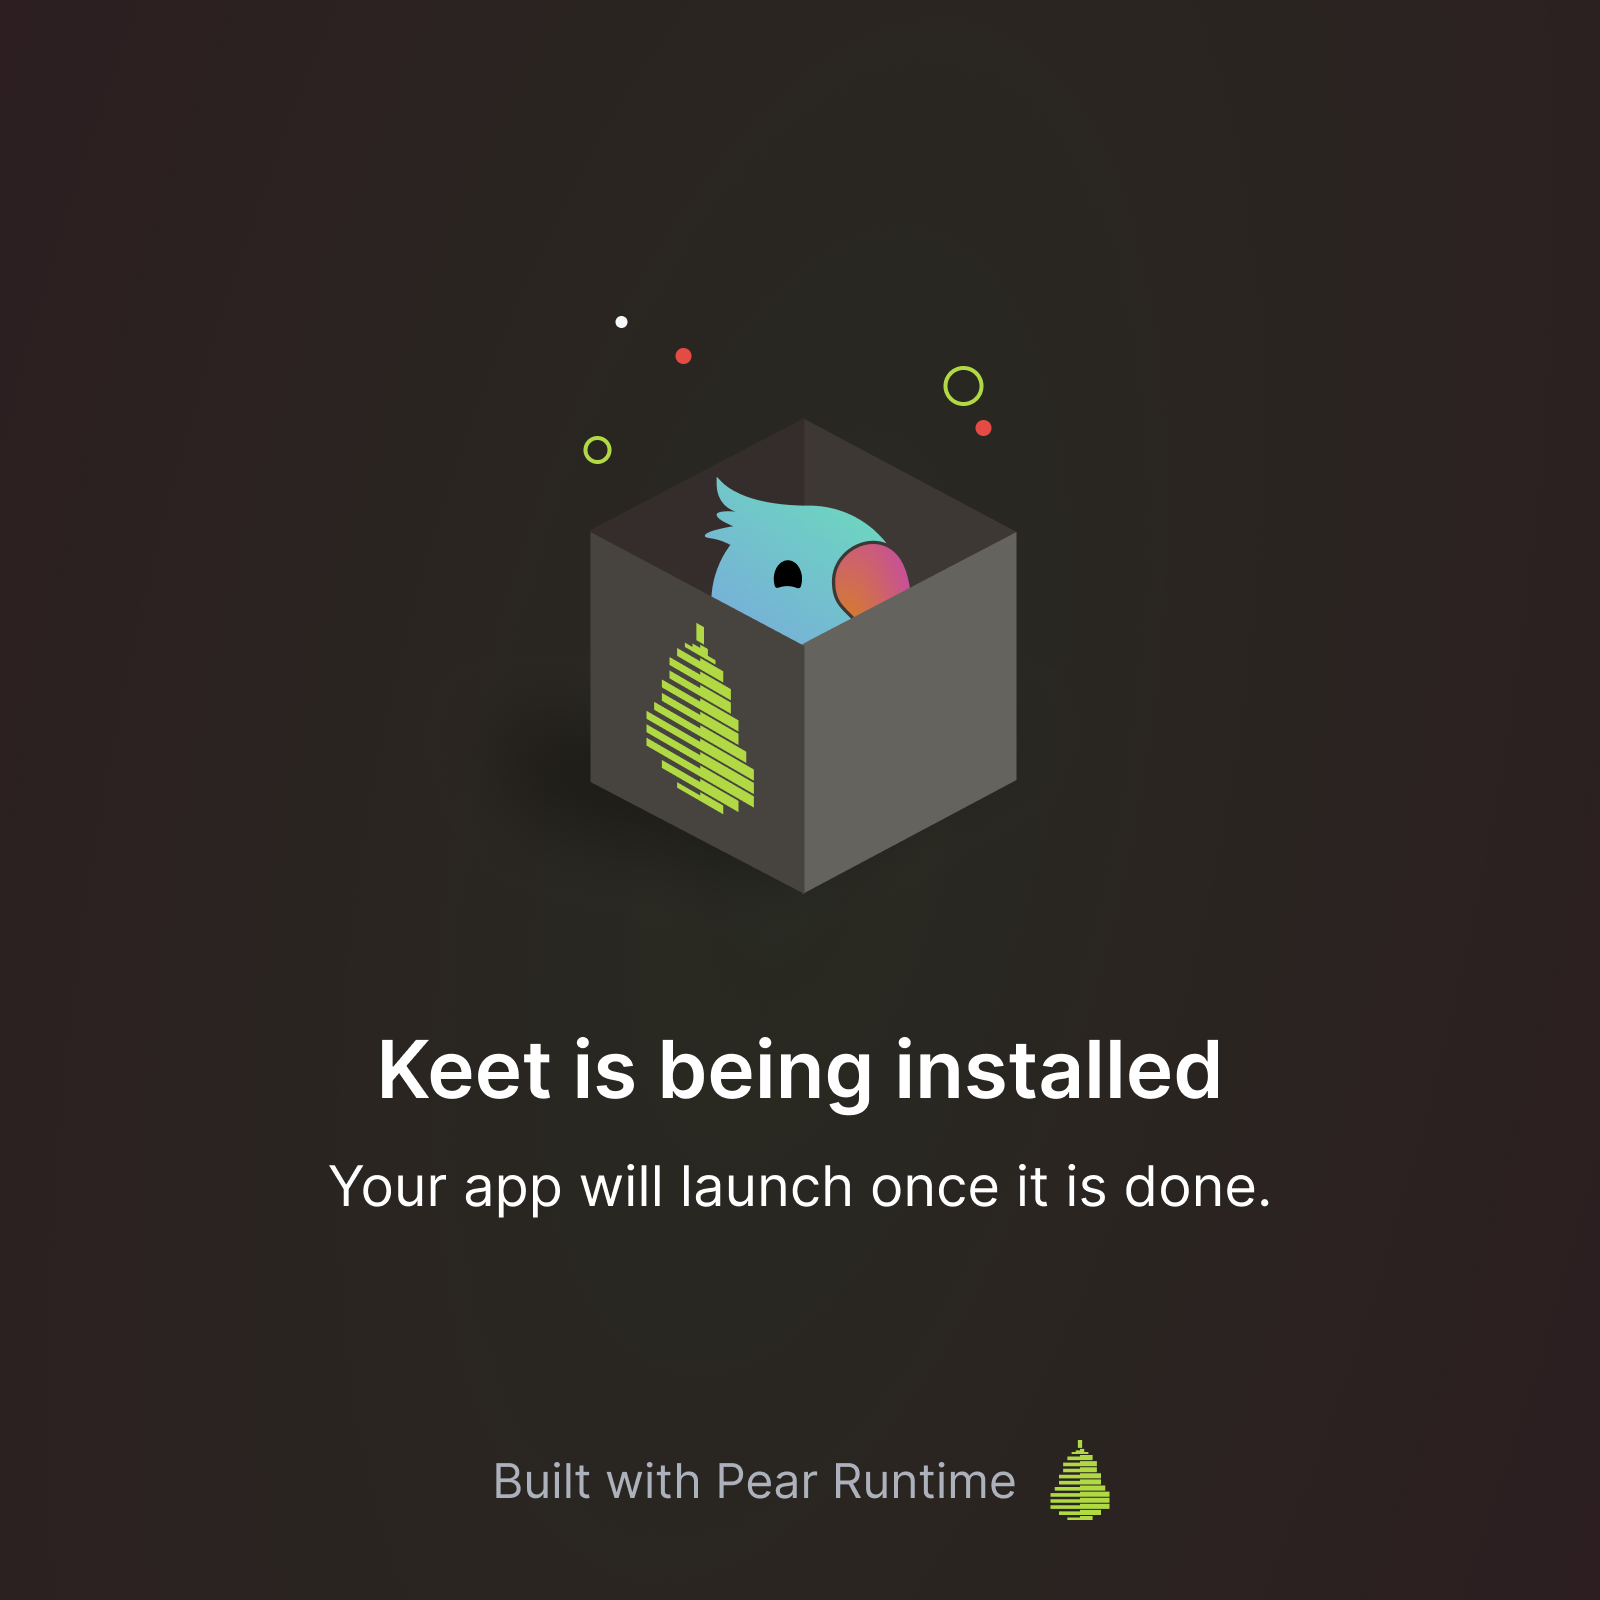 Keet is being installed
Your app will launch once it is done.
Built with Pear Runtime